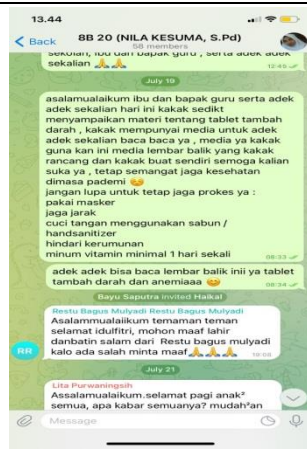 13.44
Back
8B 20 (NILA KESUMA, S.Pd)
58 members
sekolah, ibu dan bapak guru , serta adek adek
sekalian 🙏🙏
12:45
July 19
asalamualaikum ibu dan bapak guru serta adek
adek sekalian hari ini kakak sedikt
menyampaikan materi tentang tablet tambah
darah , kakak mempunyai media untuk adek
adek sekalian baca baca ya , media ya kakak
guna kan ini media lembar balik yang kakak
rancang dan kakak buat sendiri semoga kalian
suka ya , tetap semangat jaga kesehatan
dimasa pademi 😊
jangan lupa untuk tetap jaga prokes ya :
pakai masker
jaga jarak
cuci tangan menggunakan sabun /
handsanitizer
hindari kerumunan
minum vitamin minimal 1 hari sekali
08:33
adek adek bisa baca lembar balik inii ya tablet
tambah darah dan anemiaaa 😊
08:34
Bayu Saputra invited Haikal
Restu Bagus Mulyadi Restu Bagus Mulyadi
Asalammualaiikum temaman teman
selamat idulfitri, mohon maaf lahir
danbatin salam dari Restu bagus mulyadi
kalo ada salah minta maaf🙏🙏🙏
RR
July 21
Lita Purwaningsih
Assalamualaikum.selamat pagi anak²
semua, apa kabar semuanya? mudah²an
Message